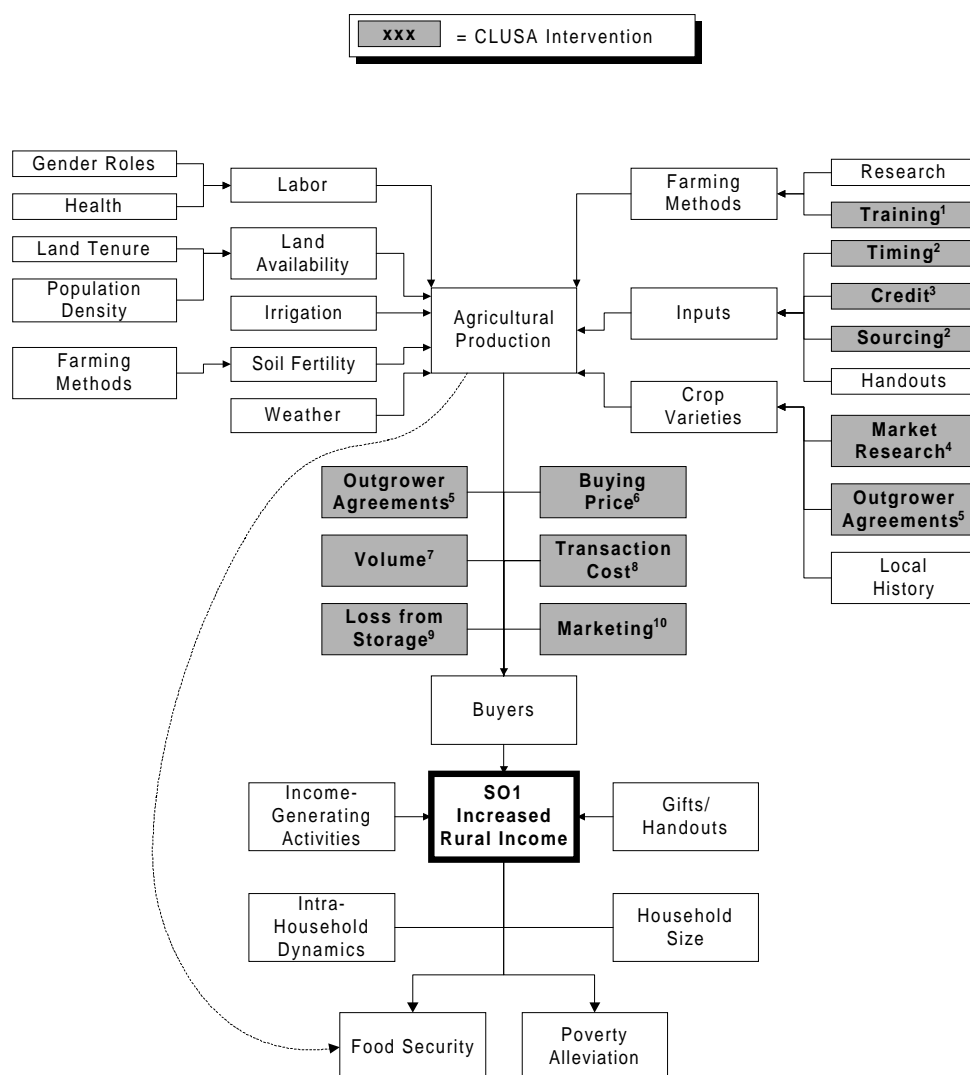 xxx = CLUSA Intervention
Gender Roles
Health
Labor
Land Tenure
Population
Density
Land
Availability
Irrigation
Farming
Methods
Soil Fertility
Weather
Agricultural
Production
Farming
Methods
Research
Training¹
Inputs
Timing²
Credit³
Sourcing²
Handouts
Crop
Varieties
Market
Research⁴
Outgrower
Agreements⁵
Local
History
Outgrower
Agreements⁵
Buying
Price⁶
Volume⁷
Transaction
Cost⁸
Loss from
Storage⁹
Marketing¹⁰
Buyers
Income-
Generating
Activities
SO1
Increased
Rural Income
Gifts/
Handouts
Intra-
Household
Dynamics
Household
Size
Food Security
Poverty
Alleviation